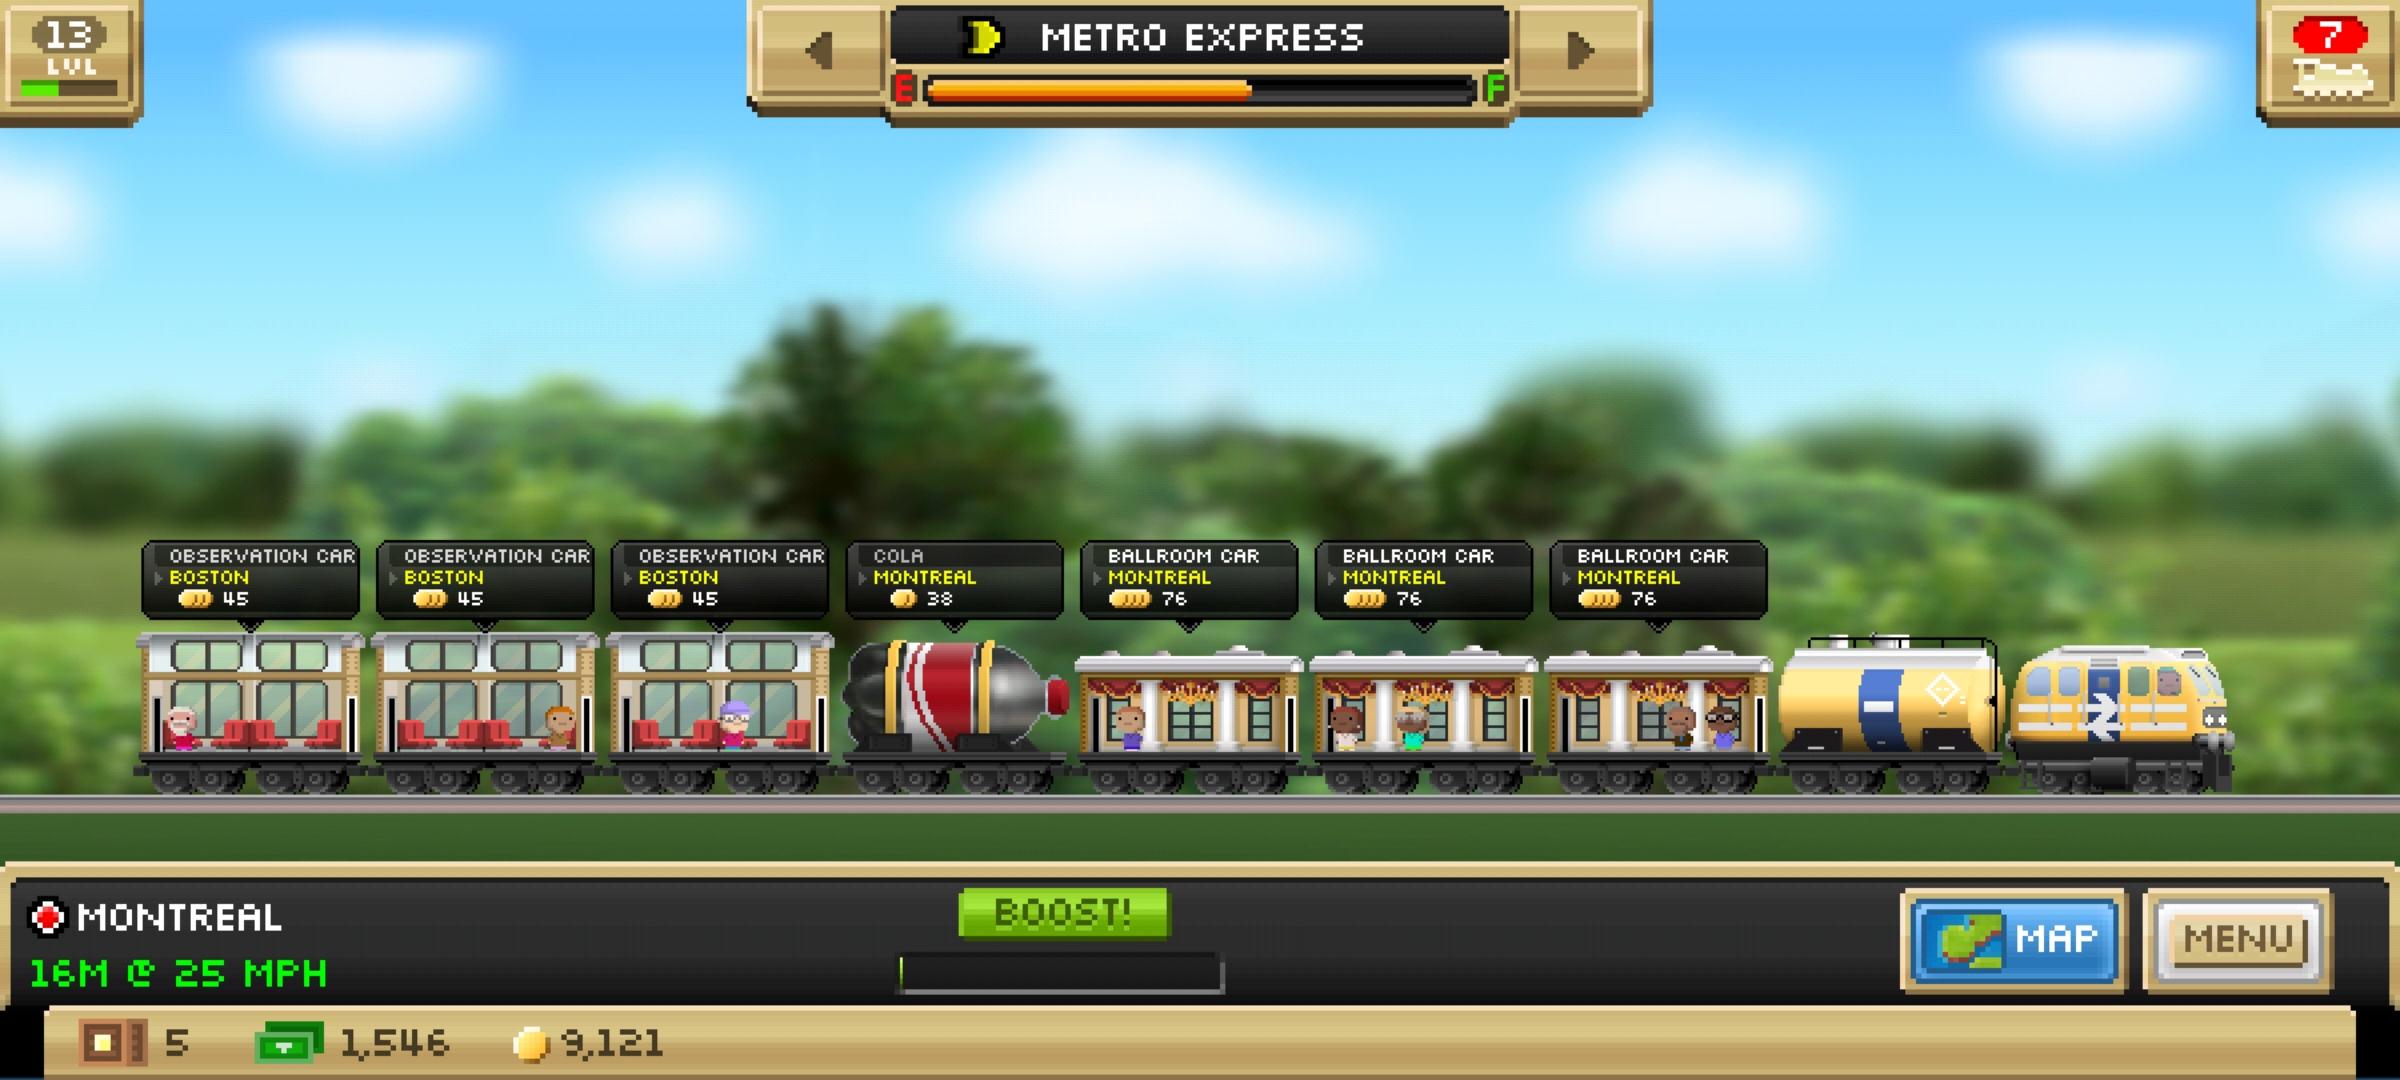 13
LVL
METRO EXPRESS
E F
7
OBSERVATION CAR
BOSTON
45
OBSERVATION CAR
BOSTON
45
OBSERVATION CAR
BOSTON
45
COLA
MONTREAL
38
BALLROOM CAR
MONTREAL
76
BALLROOM CAR
MONTREAL
76
BALLROOM CAR
MONTREAL
76
MONTREAL
16M @ 25 MPH
BOOST!
MAP
MENU
5
1,546
9,121